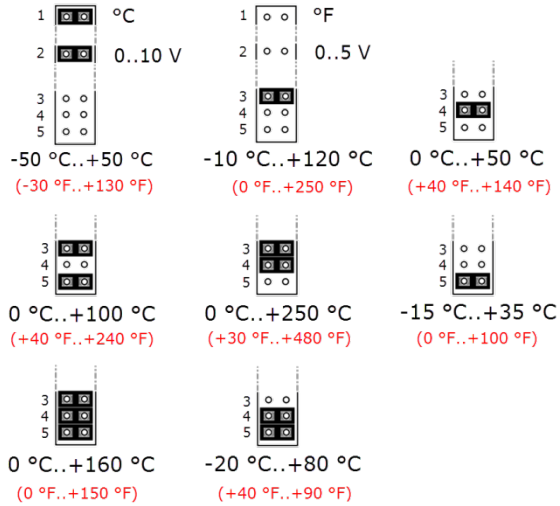 1 °C
2 0..10 V
3
4
5
-50 °C..+50 °C
(-30 °F..+130 °F)
1 °F
2 0..5 V
3
4
5
-10 °C..+120 °C
(0 °F..+250 °F)
3
4
5
0 °C..+50 °C
(+40 °F..+140 °F)
3
4
5
0 °C..+100 °C
(+40 °F..+240 °F)
3
4
5
0 °C..+250 °C
(+30 °F..+480 °F)
3
4
5
-15 °C..+35 °C
(0 °F..+100 °F)
3
4
5
0 °C..+160 °C
(0 °F..+150 °F)
3
4
5
-20 °C..+80 °C
(+40 °F..+90 °F)